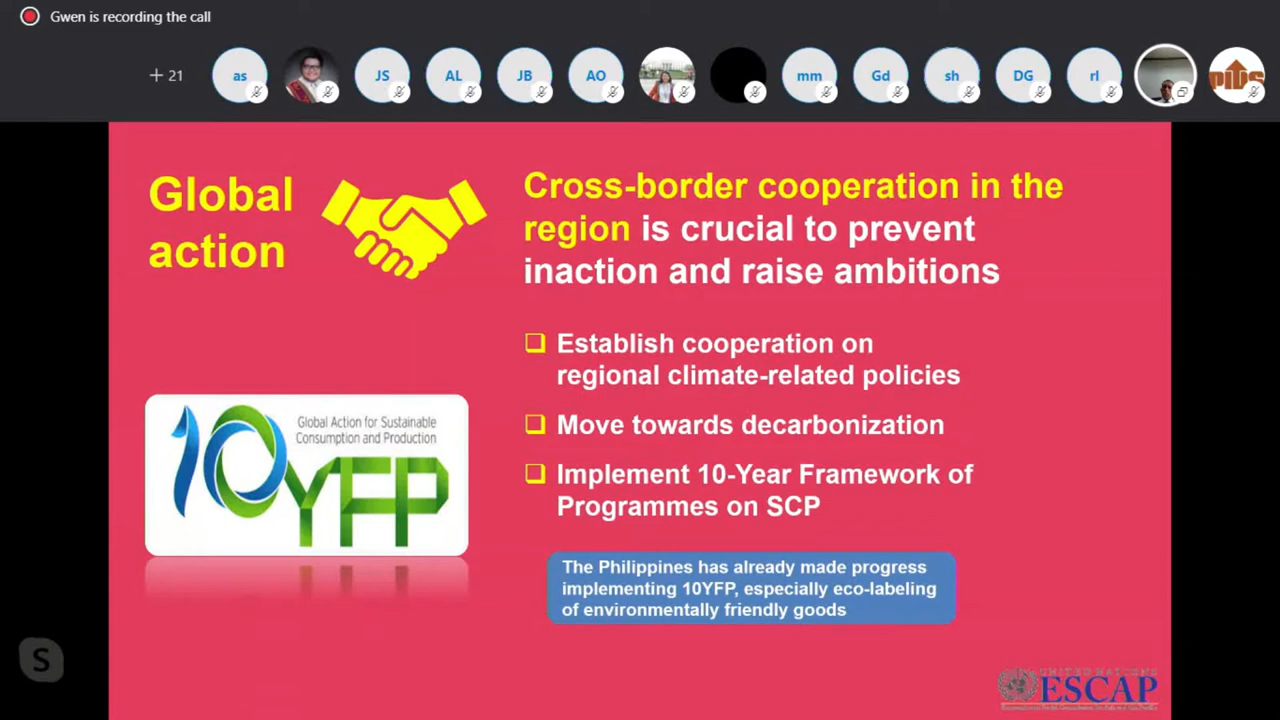 Gwen is recording the call
+ 21
as
JS
AL
JB
AO
mm
Gd
sh
DG
rl
PIDS
Global
action
Cross-border cooperation in the
region is crucial to prevent
inaction and raise ambitions
Establish cooperation on
regional climate-related policies
Move towards decarbonization
Implement 10-Year Framework of
Programmes on SCP
10YFP
Global Action for Sustainable
Consumption and Production
The Philippines has already made progress
implementing 10YFP, especially eco-labeling
of environmentally friendly goods
S
UNITED NATIONS
ESCAP